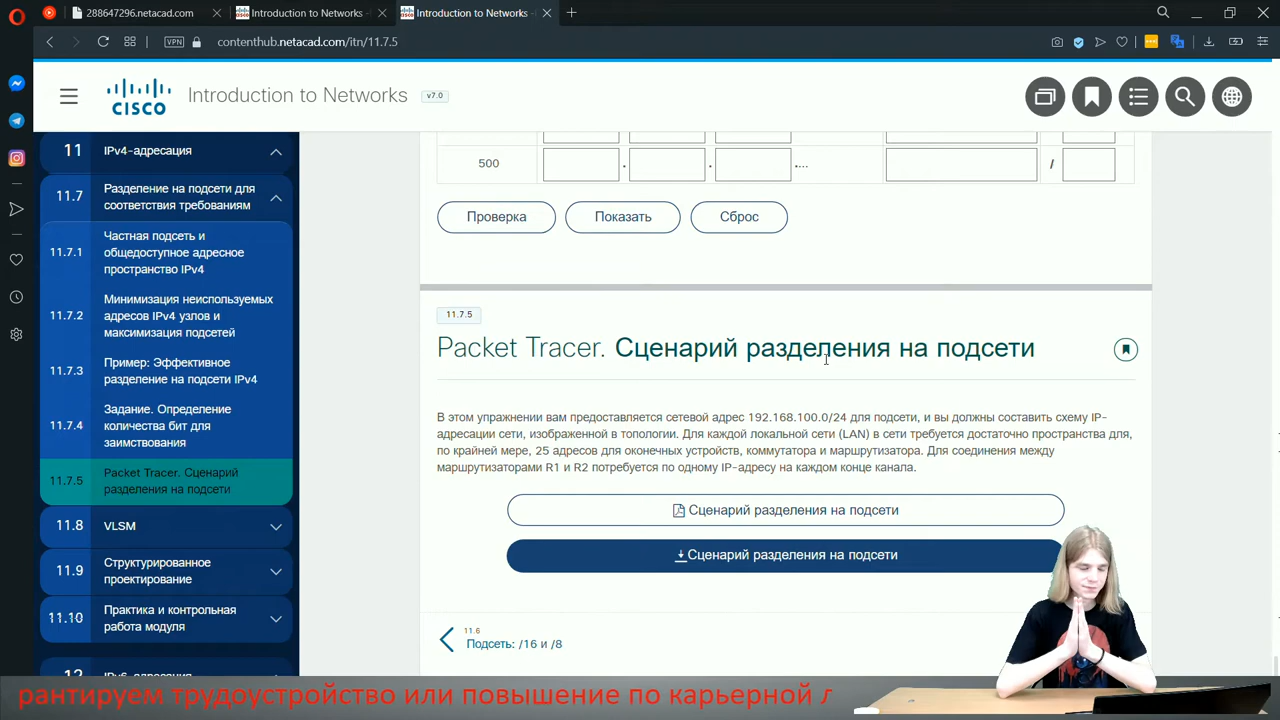 288647296.netacad.com
Introduction to Networks -
Introduction to Networks -
VPN
contenthub.netacad.com/itn/11.7.5
CISCO
Introduction to Networks
v7.0
11
IPv4-адресация
11.7
Разделение на подсети для
соответствия требованиям
11.7.1
Частная подсеть и
общедоступное адресное
пространство IPv4
11.7.2
Минимизация неиспользуемых
адресов IPv4 узлов и
максимизация подсетей
11.7.3
Пример: Эффективное
разделение на подсети IPv4
11.7.4
Задание. Определение
количества бит для
заимствования
11.7.5
Packet Tracer. Сценарий
разделения на подсети
11.8
VLSM
11.9
Структурированное
проектирование
11.10
Практика и контрольная
работа модуля
500
.
.
....
/
Проверка
Показать
Сброс
11.7.5
Packet Tracer. Сценарий разделения на подсети
В этом упражнении вам предоставляется сетевой адрес 192.168.100.0/24 для подсети, и вы должны составить схему IP-
адресации сети, изображенной в топологии. Для каждой локальной сети (LAN) в сети требуется достаточно пространства для,
по крайней мере, 25 адресов для оконечных устройств, коммутатора и маршрутизатора. Для соединения между
маршрутизаторами R1 и R2 потребуется по одному IP-адресу на каждом конце канала.
Сценарий разделения на подсети
Сценарий разделения на подсети
11.6
Подсеть: /16 и /8
рантируем трудоустройство или повышение по карьерной л